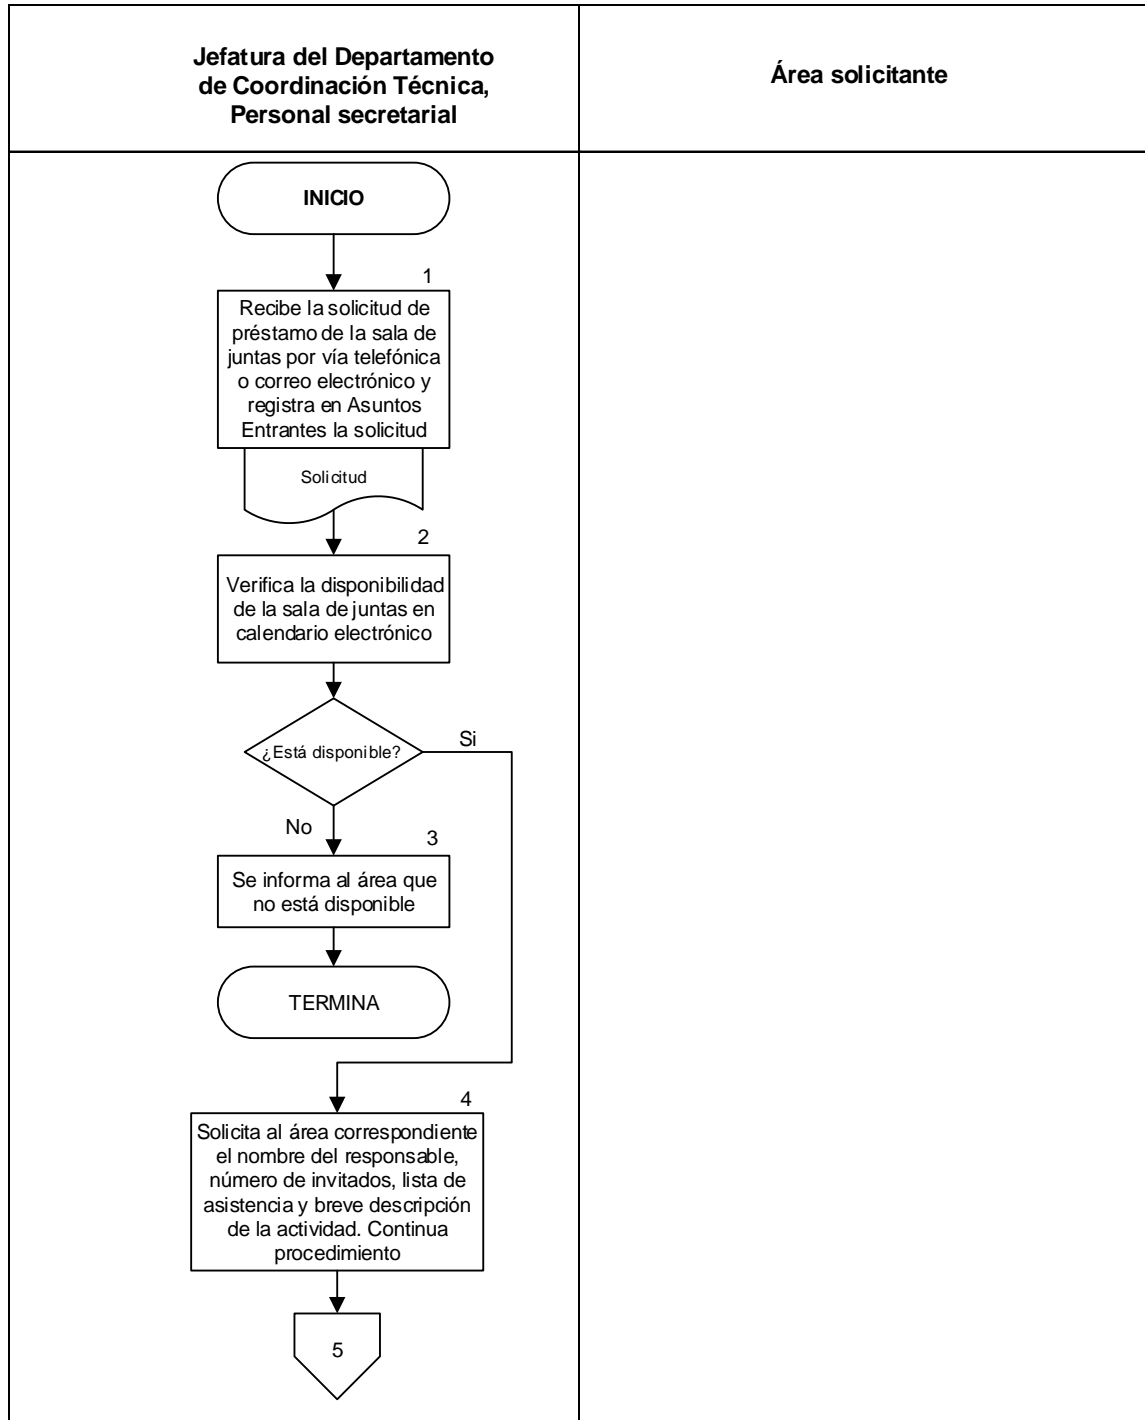 Jefatura del Departamento
de Coordinación Técnica,
Personal secretarial
Área solicitante
INICIO
1
Recibe la solicitud de
préstamo de la sala de
juntas por vía telefónica
o correo electrónico y
registra en Asuntos
Entrantes la solicitud
Solicitud
2
Verifica la disponibilidad
de la sala de juntas en
calendario electrónico
¿Está disponible?
Si
No
3
Se informa al área que
no está disponible
TERMINA
4
Solicita al área correspondiente
el nombre del responsable,
número de invitados, lista de
asistencia y breve descripción
de la actividad. Continua
procedimiento
5